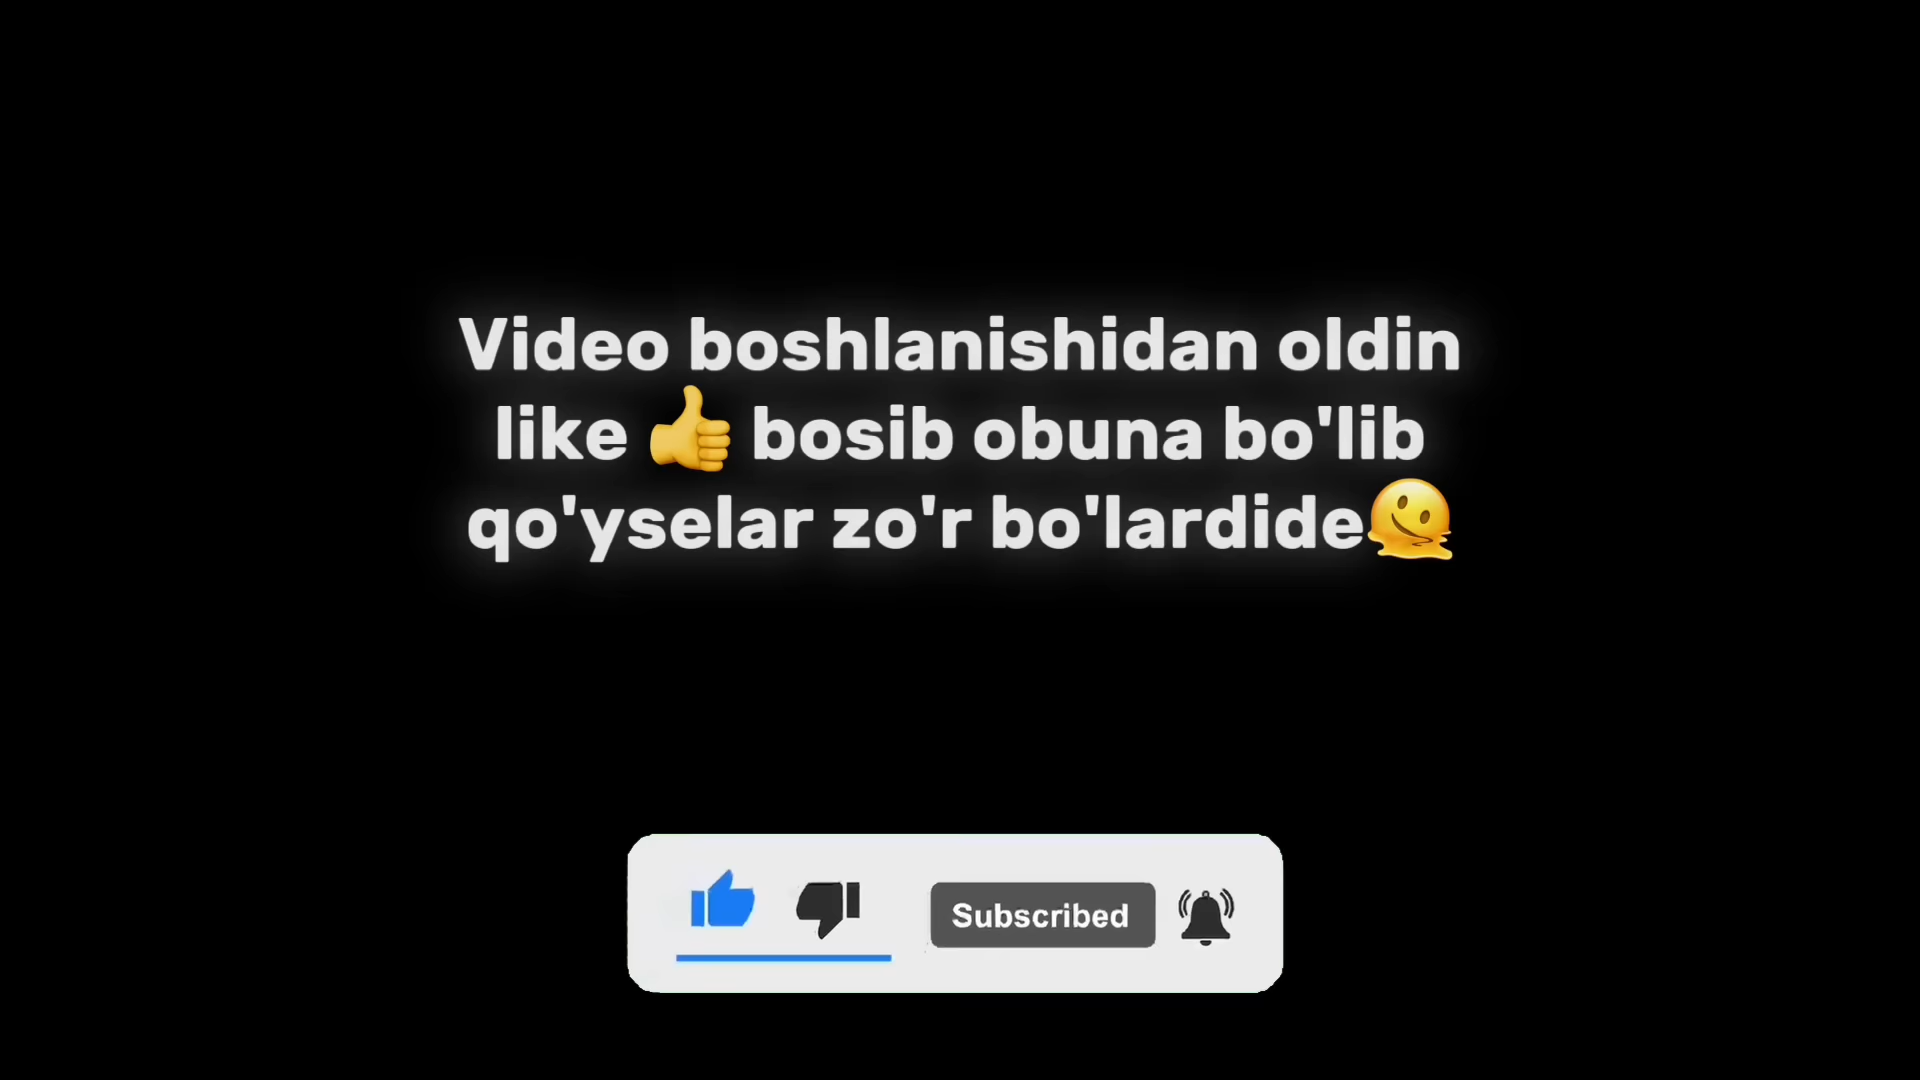 Video boshlanishidan oldin
like 👍 bosib obuna bo'lib
qo'yselar zo'r bo'lardide🫠
Subscribed